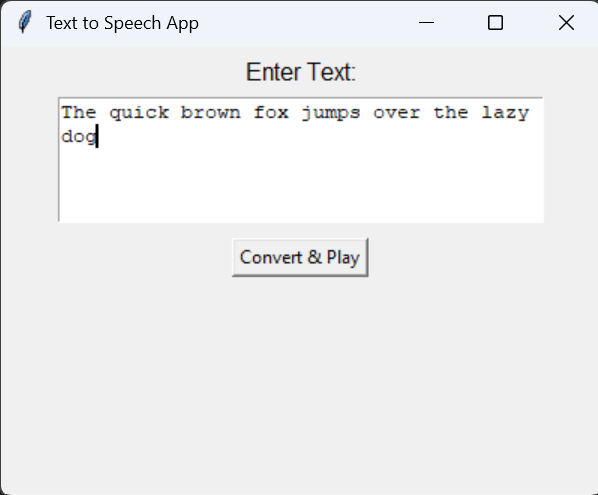 Text to Speech App
Enter Text:
The quick brown fox jumps over the lazy
dog
Convert & Play